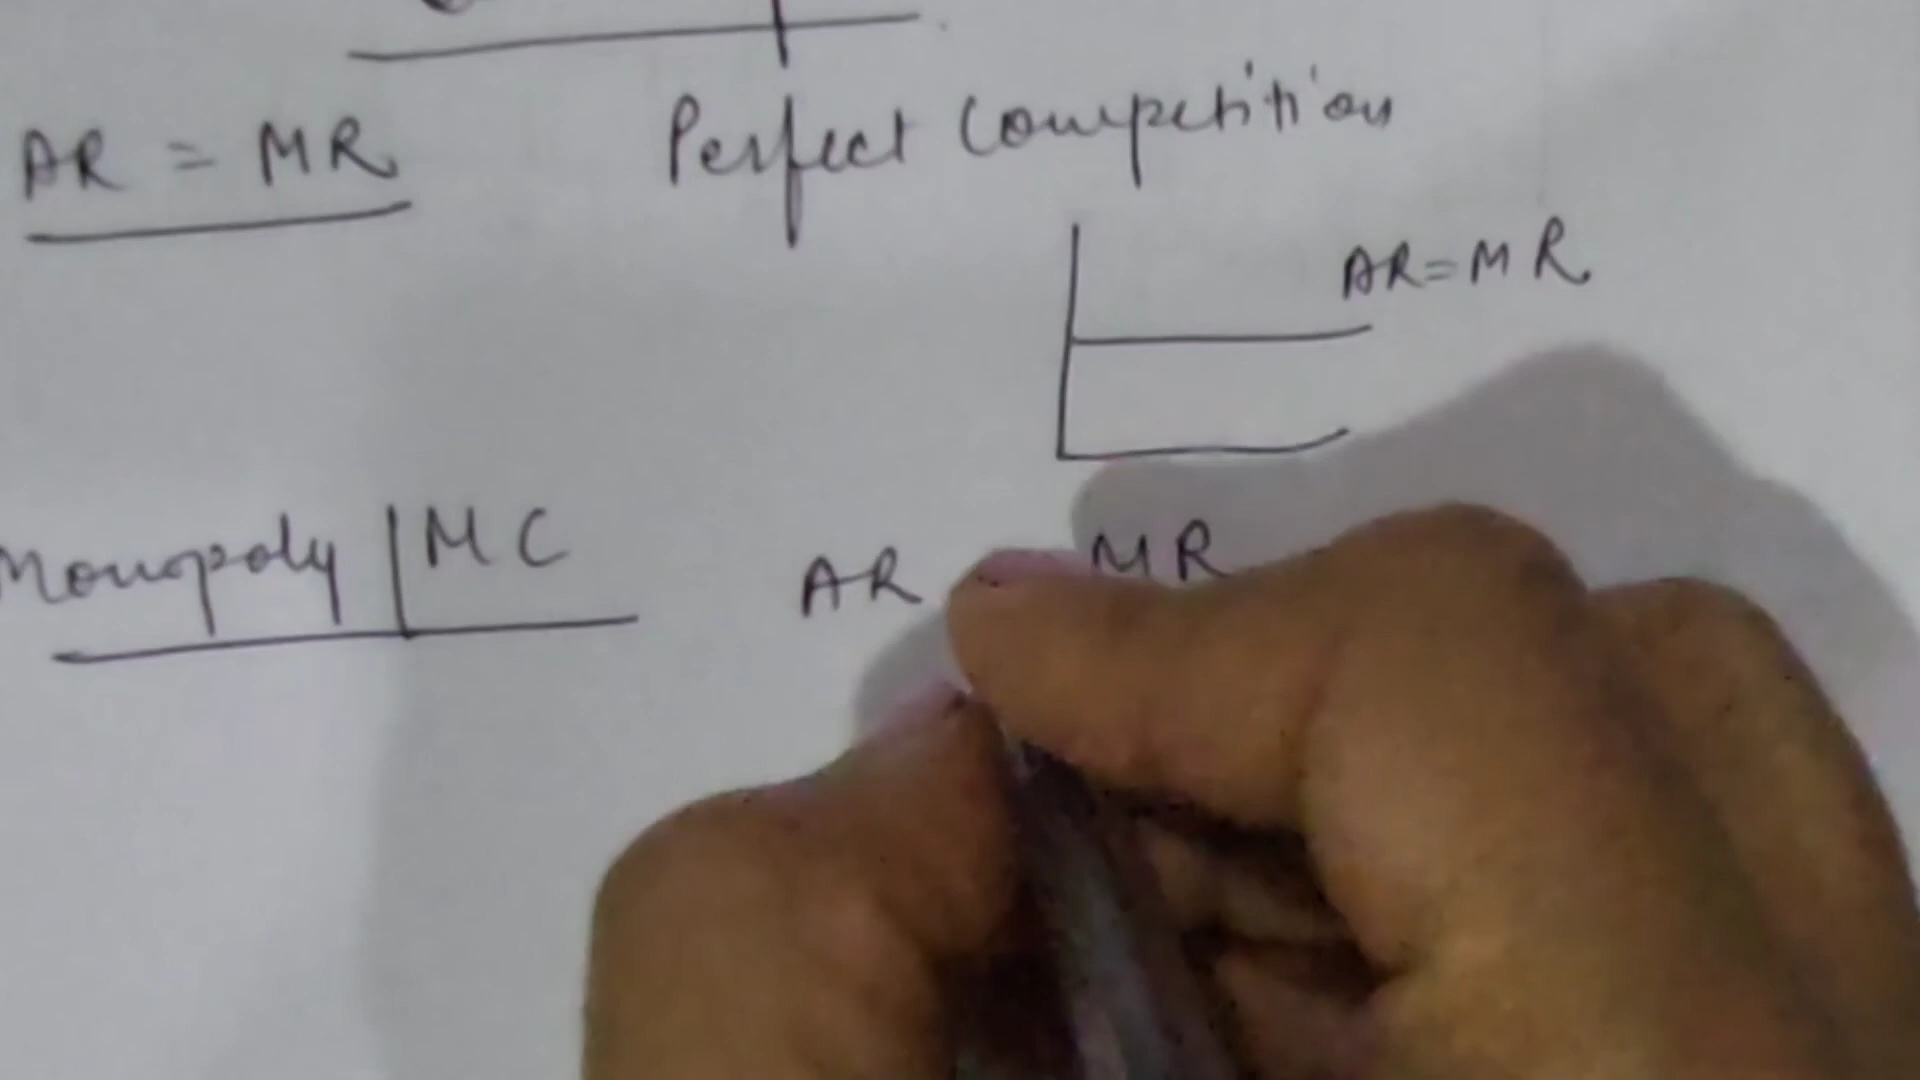 AR = MR Perfect Competition
AR = MR
Monopoly | MC AR MR